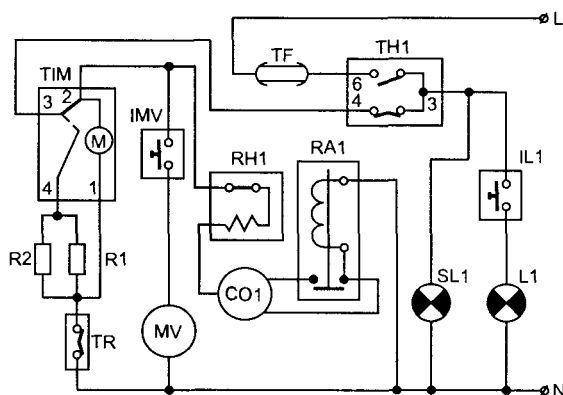 L
TF
TH1
6
4
3
TIM
3
2
M
4
1
IMV
RH1
RA1
IL1
R2
R1
TR
MV
CO1
SL1
L1
N